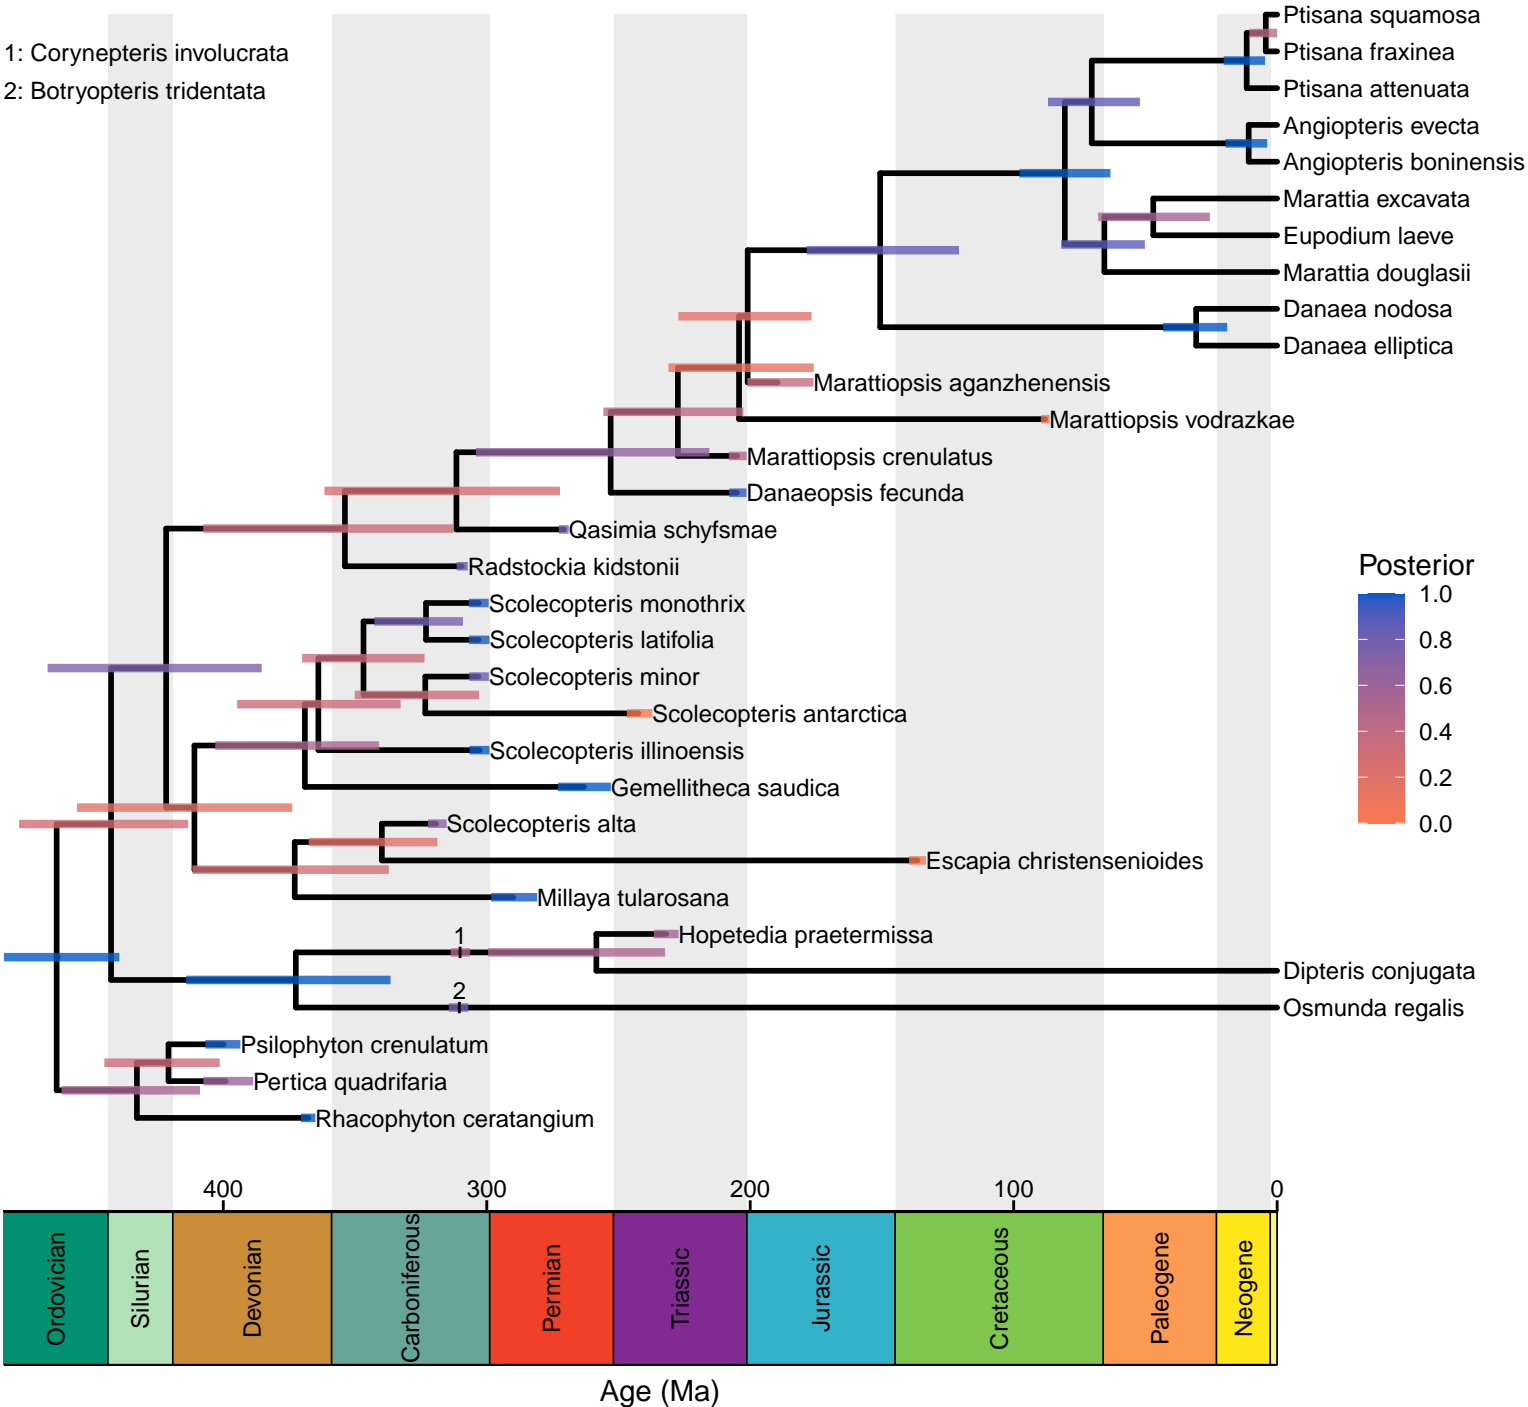 1: Corynepteris involucrata
2: Botryopteris tridentata
Ptisana squamosa
Ptisana fraxinea
Ptisana attenuata
Angiopteris evecta
Angiopteris boninensis
Marattia excavata
Eupodium laeve
Marattia douglasii
Danaea nodosa
Danaea elliptica
Marattiopsis aganzhenensis
Marattiopsis vodrazkae
Marattiopsis crenulatus
Danaeopsis fecunda
Qasimia schyfsmae
Radstockia kidstonii
Scolecopteris monothrix
Scolecopteris latifolia
Scolecopteris minor
Scolecopteris antarctica
Scolecopteris illinoensis
Gemellitheca saudica
Scolecopteris alta
Escapia christensenioides
Millaya tularosana
1
Hopetedia praetermissa
Dipteris conjugata
2
Osmunda regalis
Psilophyton crenulatum
Pertica quadrifaria
Rhacophyton ceratangium
Posterior
1.0
0.8
0.6
0.4
0.2
0.0
400 300 200 100 0
Ordovician
Silurian
Devonian
Carboniferous
Permian
Triassic
Jurassic
Cretaceous
Paleogene
Neogene
Age (Ma)